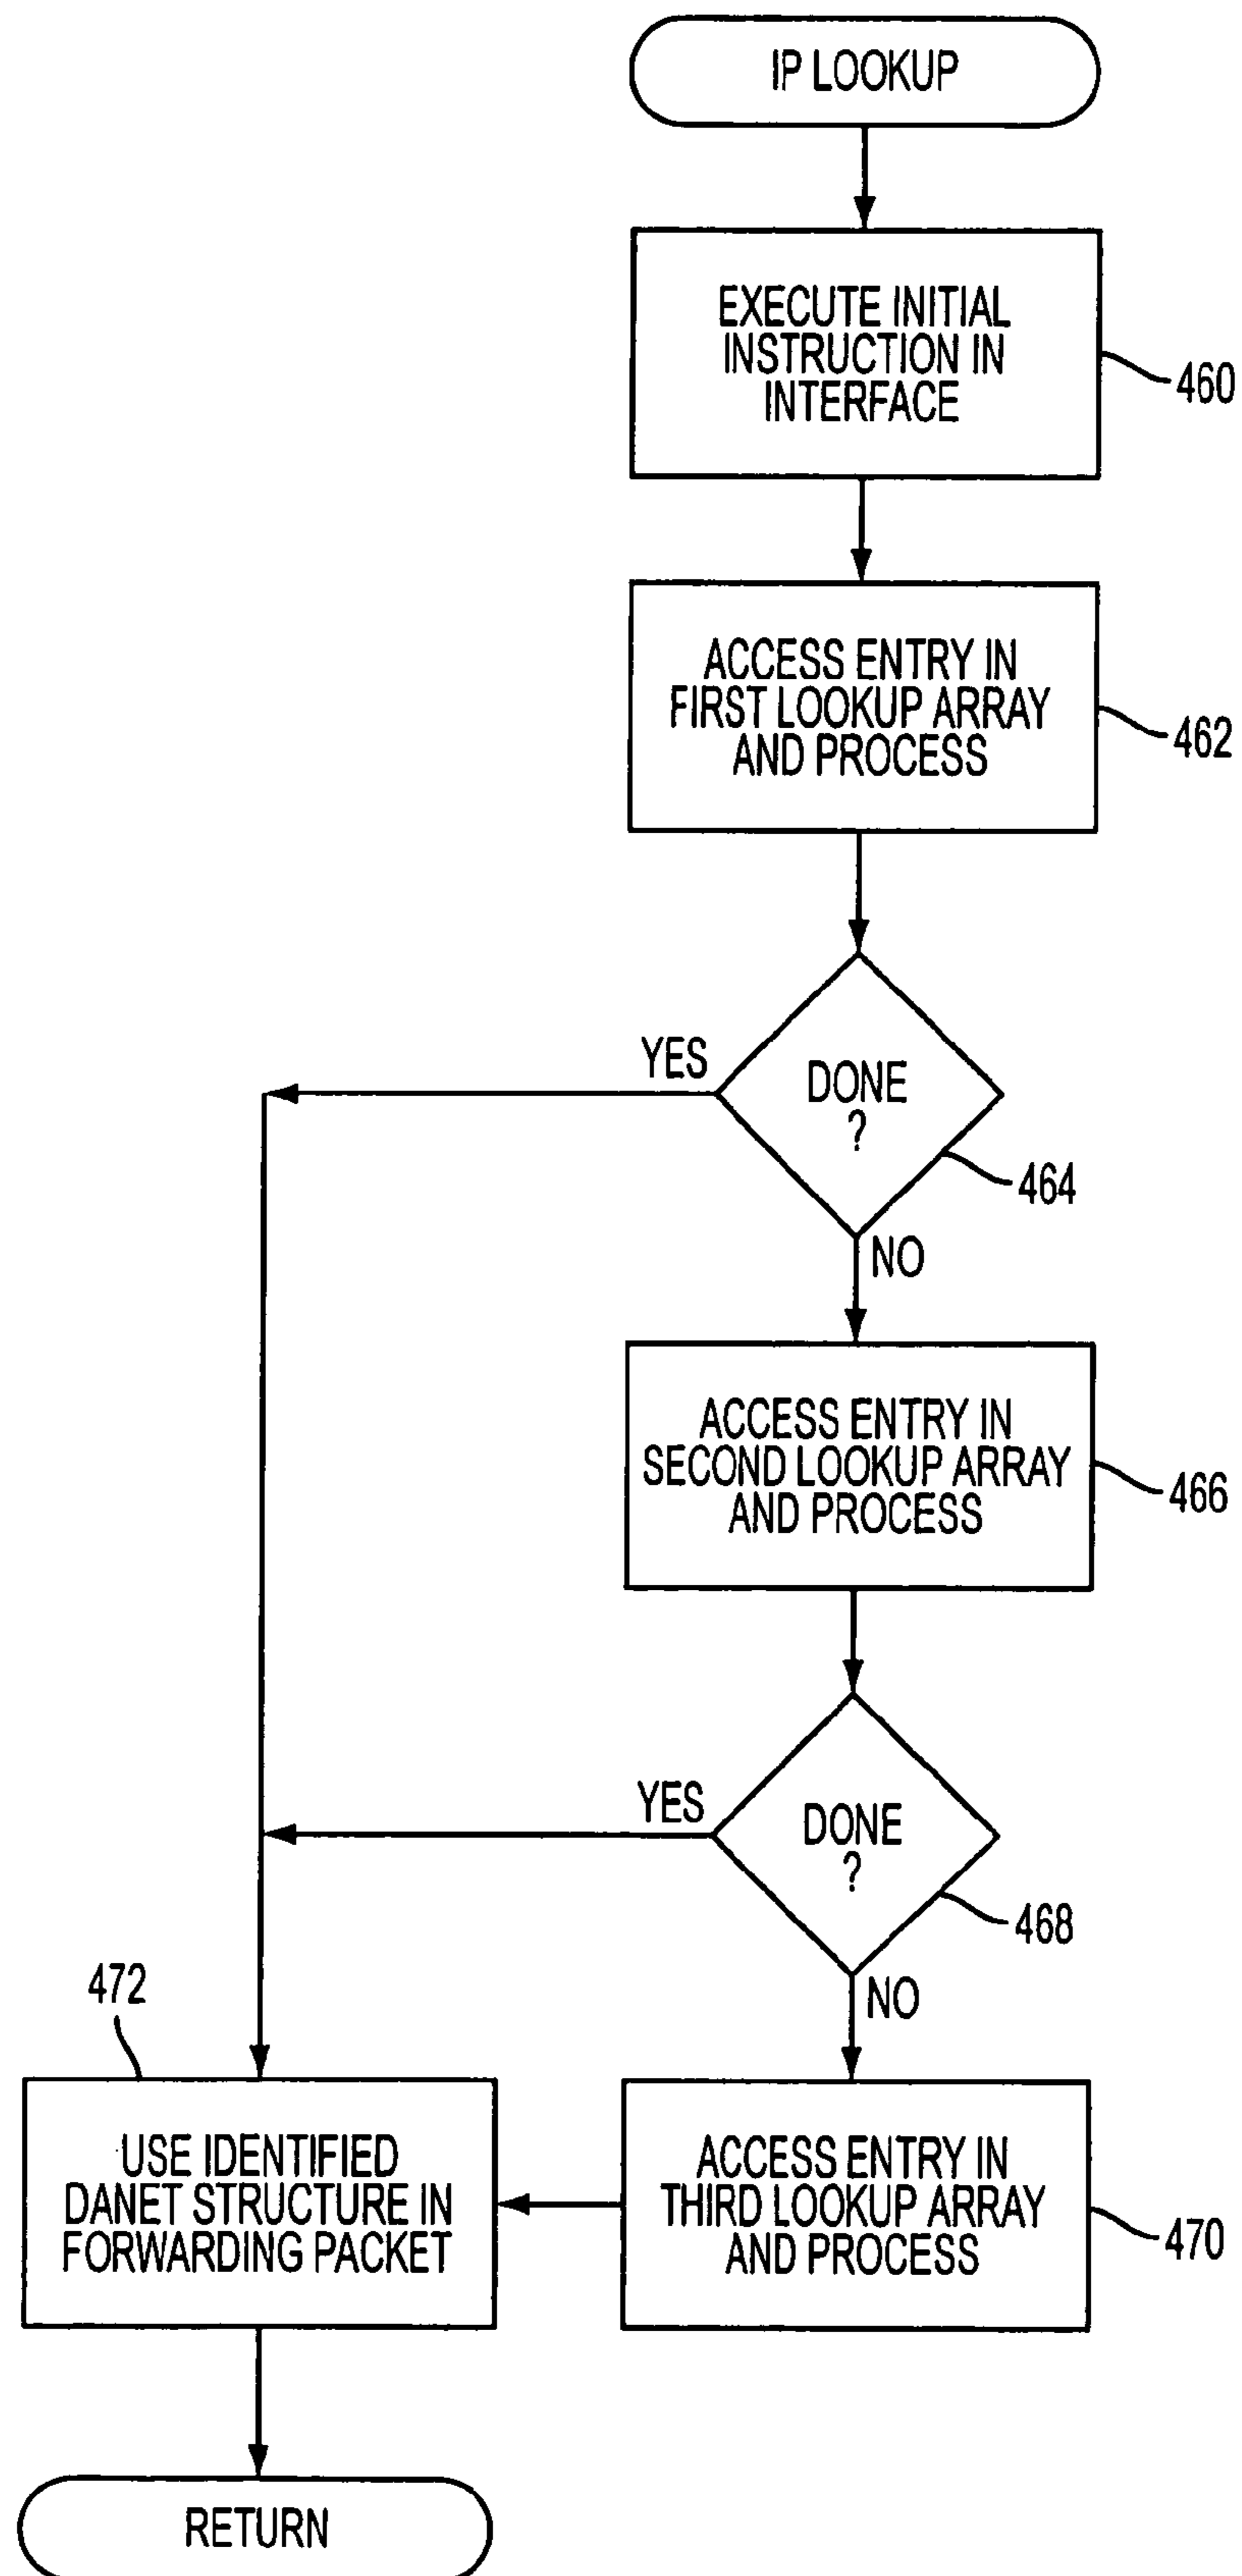 IP LOOKUP
EXECUTE INITIAL
INSTRUCTION IN
INTERFACE
460
ACCESS ENTRY IN
FIRST LOOKUP ARRAY
AND PROCESS
462
YES
DONE
?
464
NO
ACCESS ENTRY IN
SECOND LOOKUP ARRAY
AND PROCESS
466
YES
DONE
?
468
NO
472
USE IDENTIFIED
DANET STRUCTURE IN
FORWARDING PACKET
ACCESS ENTRY IN
THIRD LOOKUP ARRAY
AND PROCESS
470
RETURN